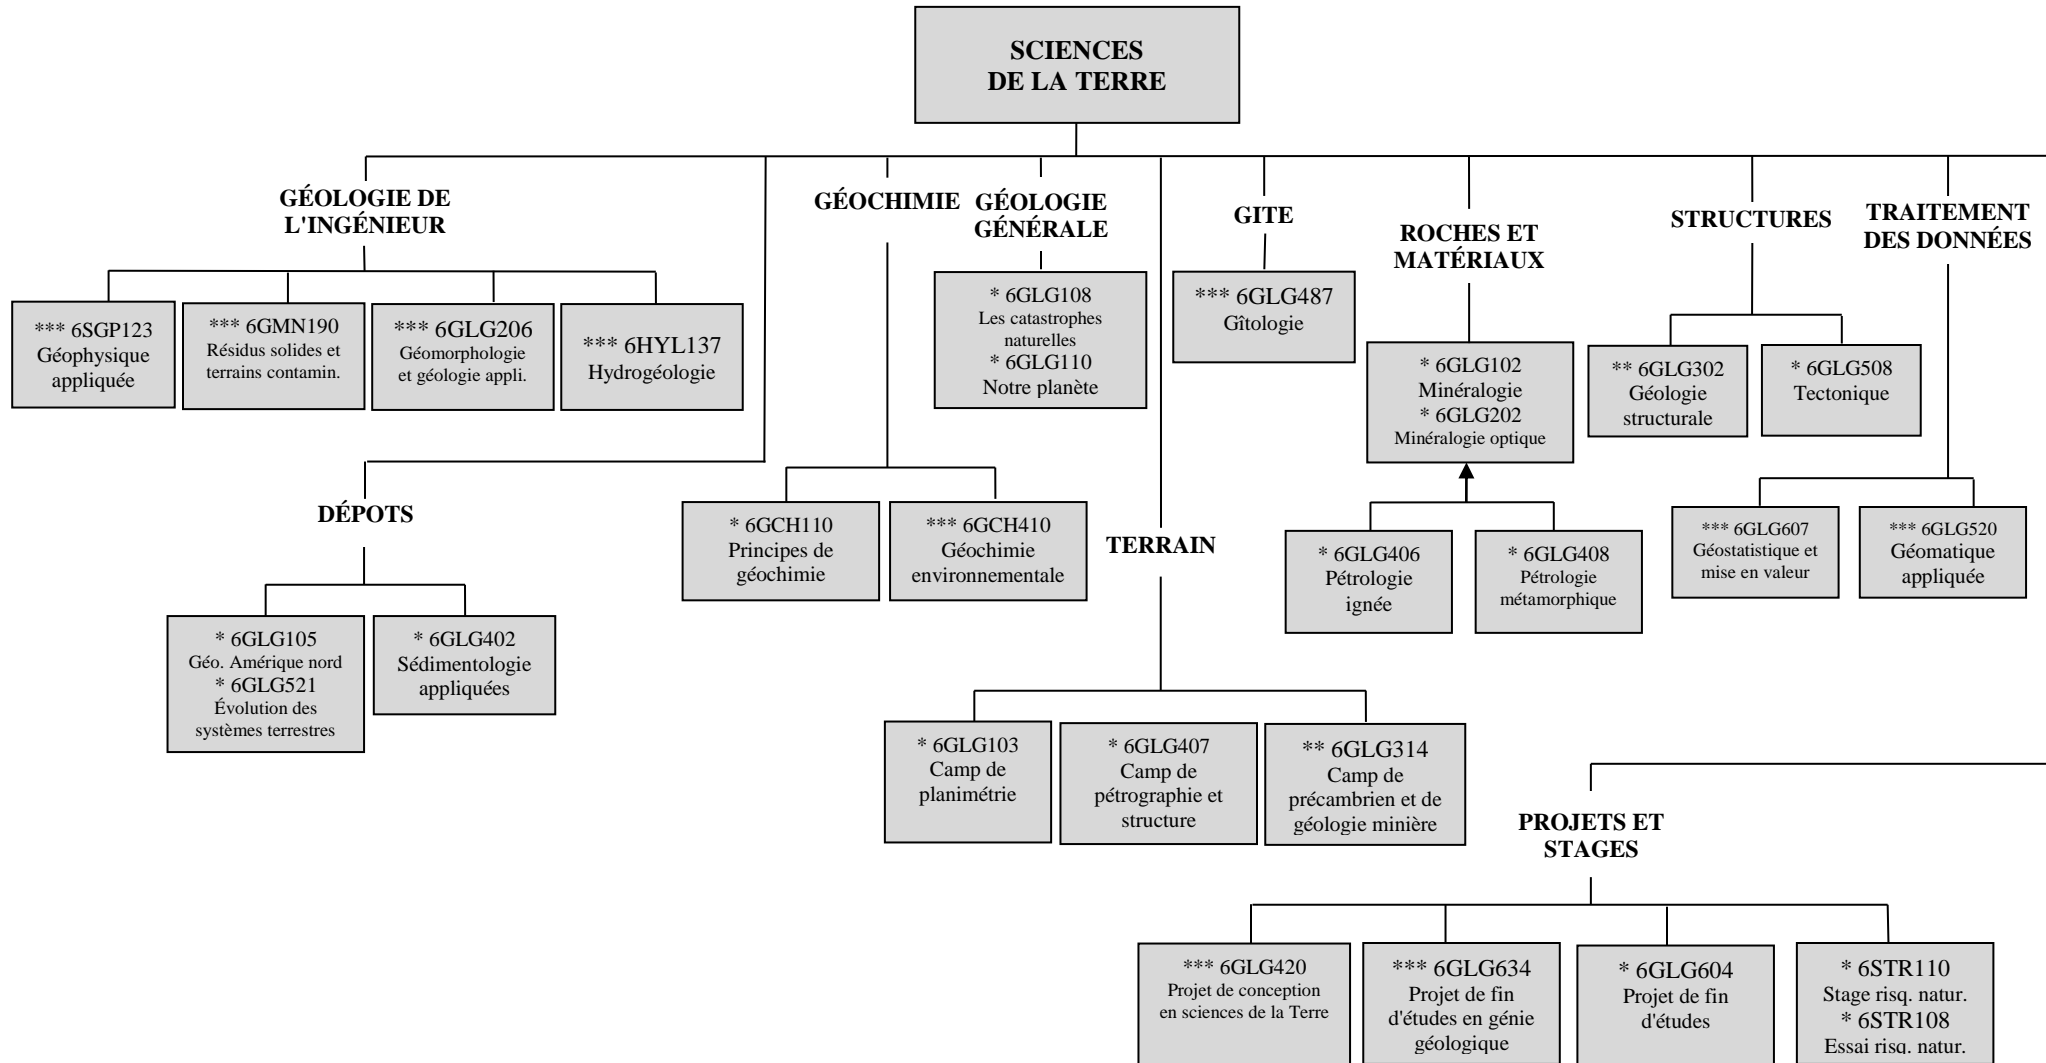 SCIENCES
DE LA TERRE
GÉOLOGIE DE
L'INGÉNIEUR
*** 6SGP123
Géophysique
appliquée
*** 6GMN190
Résidus solides et
terrains contamin.
*** 6GLG206
Géomorphologie
et géologie appli.
*** 6HYL137
Hydrogéologie
DÉPOTS
* 6GLG105
Géo. Amérique nord
* 6GLG521
Évolution des
systèmes terrestres
* 6GLG402
Sédimentologie
appliquées
GÉOCHIMIE
* 6GCH110
Principes de
géochimie
*** 6GCH410
Géochimie
environnementale
GÉOLOGIE
GÉNÉRALE
* 6GLG108
Les catastrophes
naturelles
* 6GLG110
Notre planète
TERRAIN
* 6GLG103
Camp de
planimétrie
* 6GLG407
Camp de
pétrographie et
structure
** 6GLG314
Camp de
précambrien et de
géologie minière
GITE
*** 6GLG487
Gîtologie
ROCHES ET
MATÉRIAUX
* 6GLG102
Minéralogie
* 6GLG202
Minéralogie optique
* 6GLG406
Pétrologie
ignée
* 6GLG408
Pétrologie
métamorphique
STRUCTURES
** 6GLG302
Géologie
structurale
* 6GLG508
Tectonique
TRAITEMENT
DES DONNÉES
*** 6GLG607
Géostatistique et
mise en valeur
*** 6GLG520
Géomatique
appliquée
PROJETS ET
STAGES
*** 6GLG420
Projet de conception
en sciences de la Terre
*** 6GLG634
Projet de fin
d'études en génie
géologique
* 6GLG604
Projet de fin
d'études
* 6STR110
Stage risq. natur.
* 6STR108
Essai risq. natur.